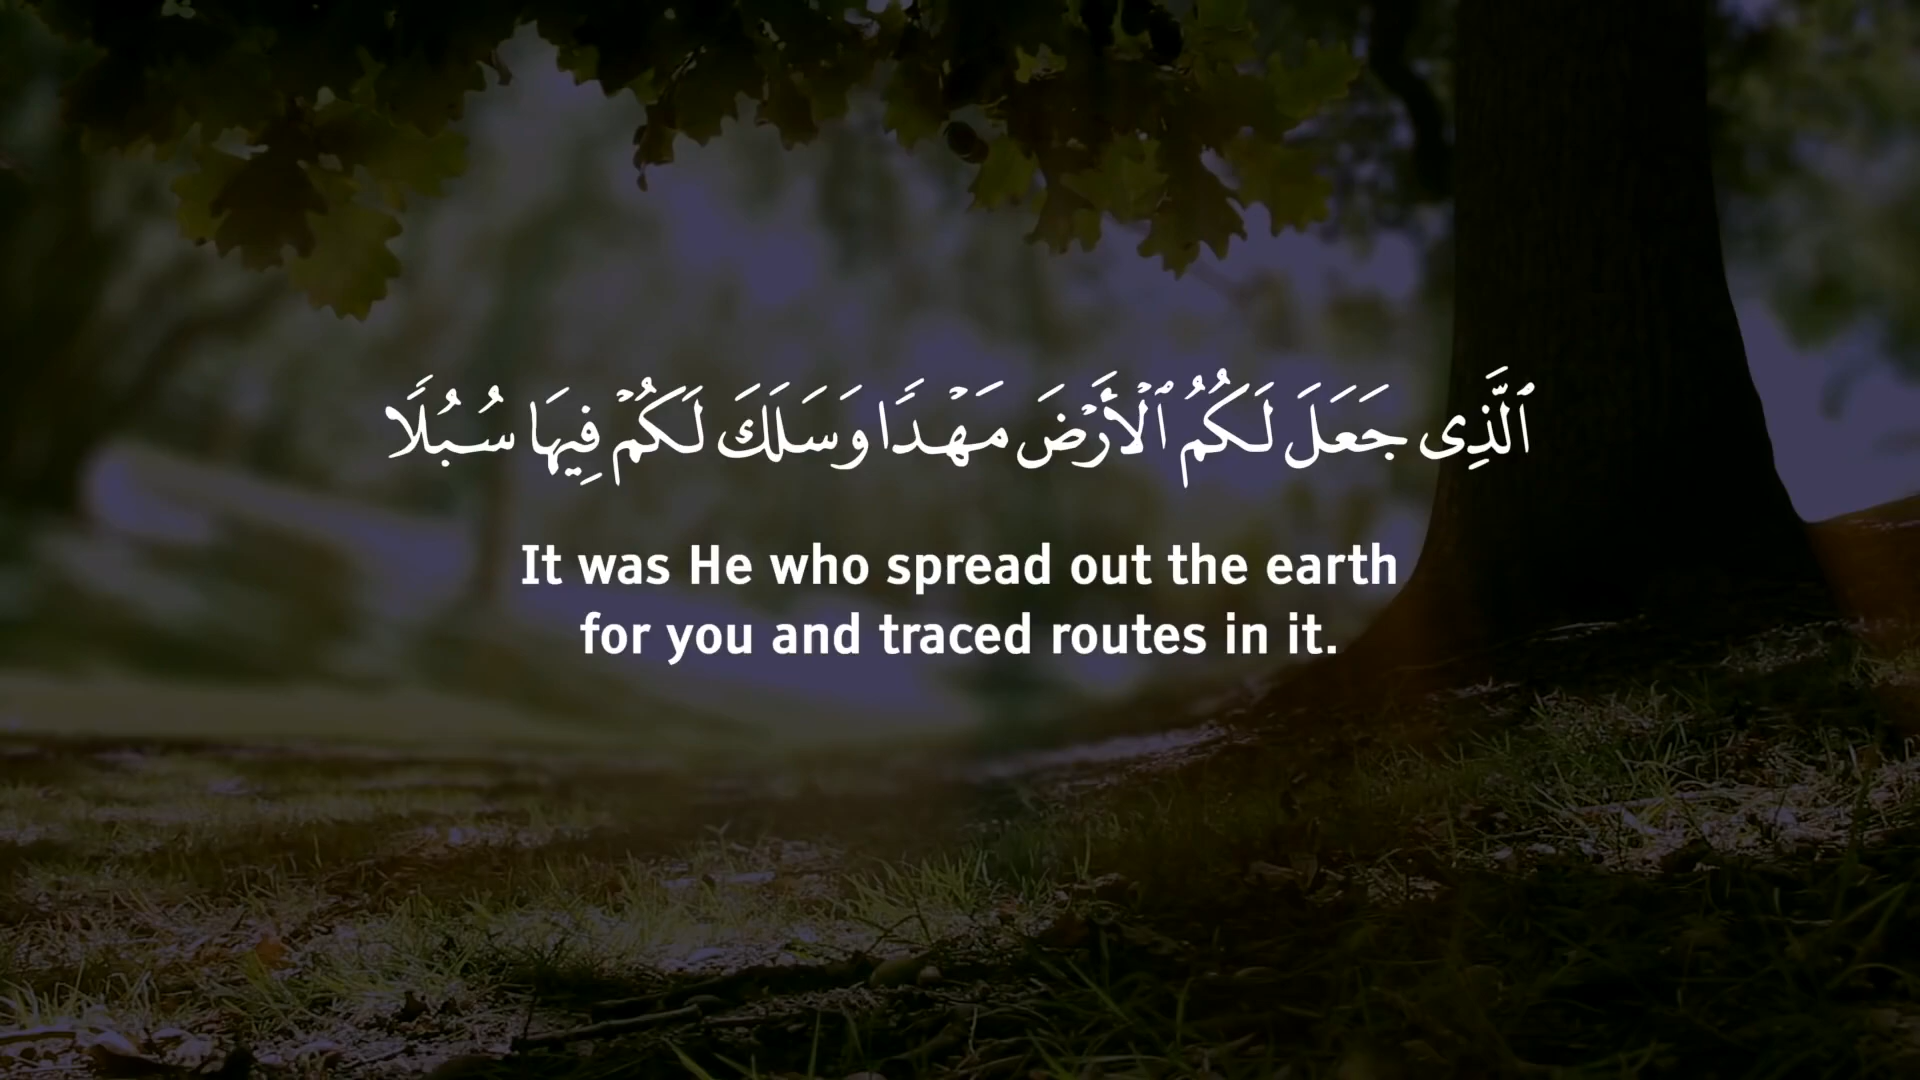 ٱلَّذِى جَعَلَ لَكُمُ ٱلْأَرْضَ مَهْدًا وَسَلَكَ لَكُمْ فِيهَا سُبُلًا
It was He who spread out the earth
for you and traced routes in it.